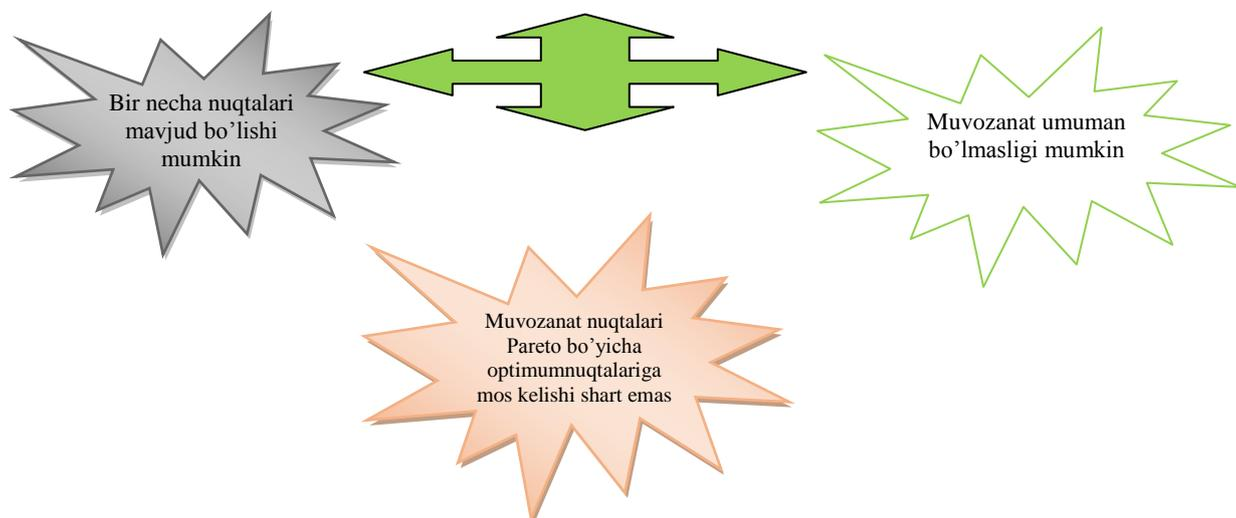 Bir necha nuqtalari
mavjud bo’lishi
mumkin
Muvozanat umuman
bo’lmasligi mumkin
Muvozanat nuqtalari
Pareto bo’yicha
optimumnuqtalariga
mos kelishi shart emas